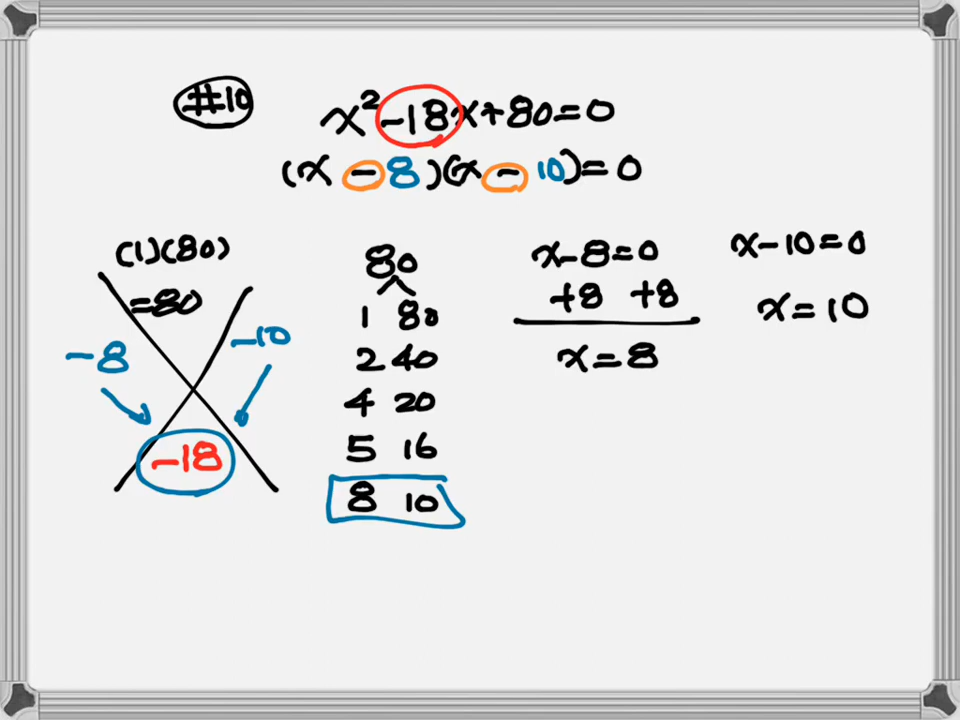 #10
x²-18x+80=0
(x-8)(x-10)=0
(1)(80)
=80
-8
-10
-18
80
1 80
2 40
4 20
5 16
8 10
x-8=0
+8 +8
x=8
x-10=0
x=10